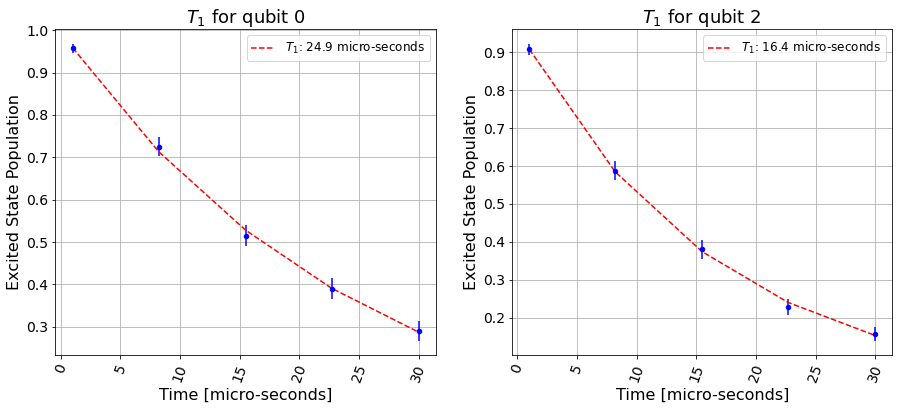 T₁ for qubit 0
T₁: 24.9 micro-seconds
Excited State Population
1.0
0.9
0.8
0.7
0.6
0.5
0.4
0.3
0 5 10 15 20 25 30
Time [micro-seconds]
T₁ for qubit 2
T₁: 16.4 micro-seconds
Excited State Population
0.9
0.8
0.7
0.6
0.5
0.4
0.3
0.2
0 5 10 15 20 25 30
Time [micro-seconds]